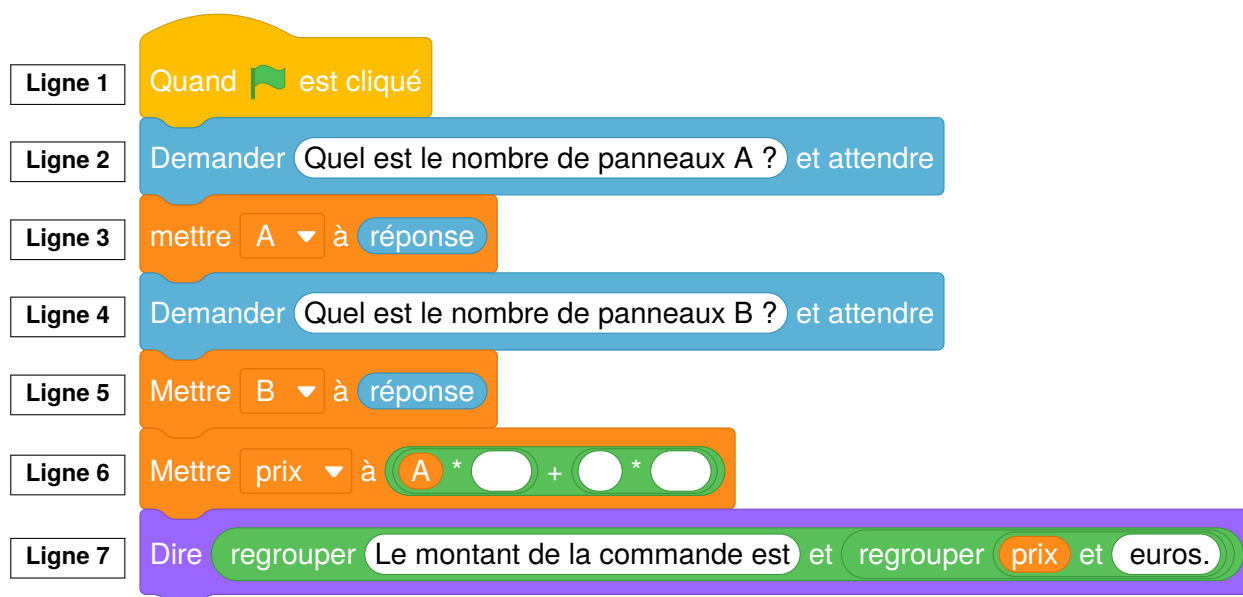 Ligne 1 Quand est cliqué
Ligne 2 Demander Quel est le nombre de panneaux A ? et attendre
Ligne 3 mettre A à réponse
Ligne 4 Demander Quel est le nombre de panneaux B ? et attendre
Ligne 5 Mettre B à réponse
Ligne 6 Mettre prix à A * + *
Ligne 7 Dire regrouper Le montant de la commande est et regrouper prix et euros.